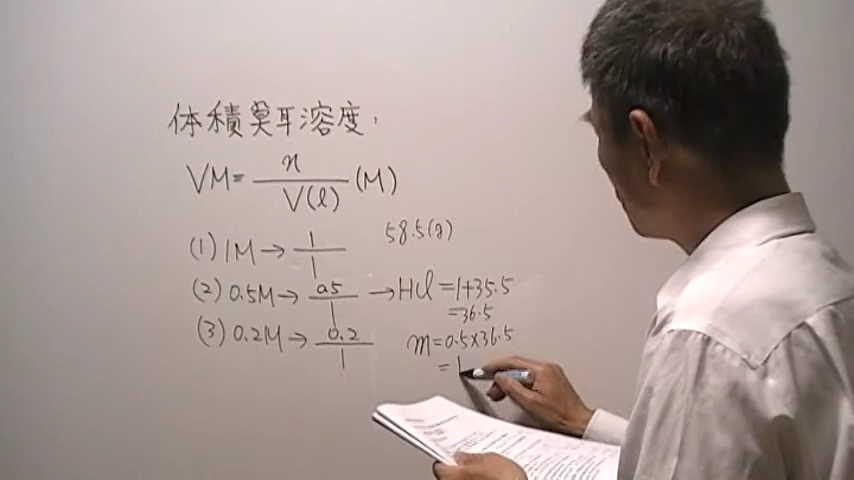 体積莫耳溶度:
VM= n/V(l) (M)
(1) 1M → 1/1 58.5(g)
(2) 0.5M → 0.5/1 → HCl =1+35.5
=36.5
(3) 0.2M → 0.2/1 m=0.5×36.5
=1